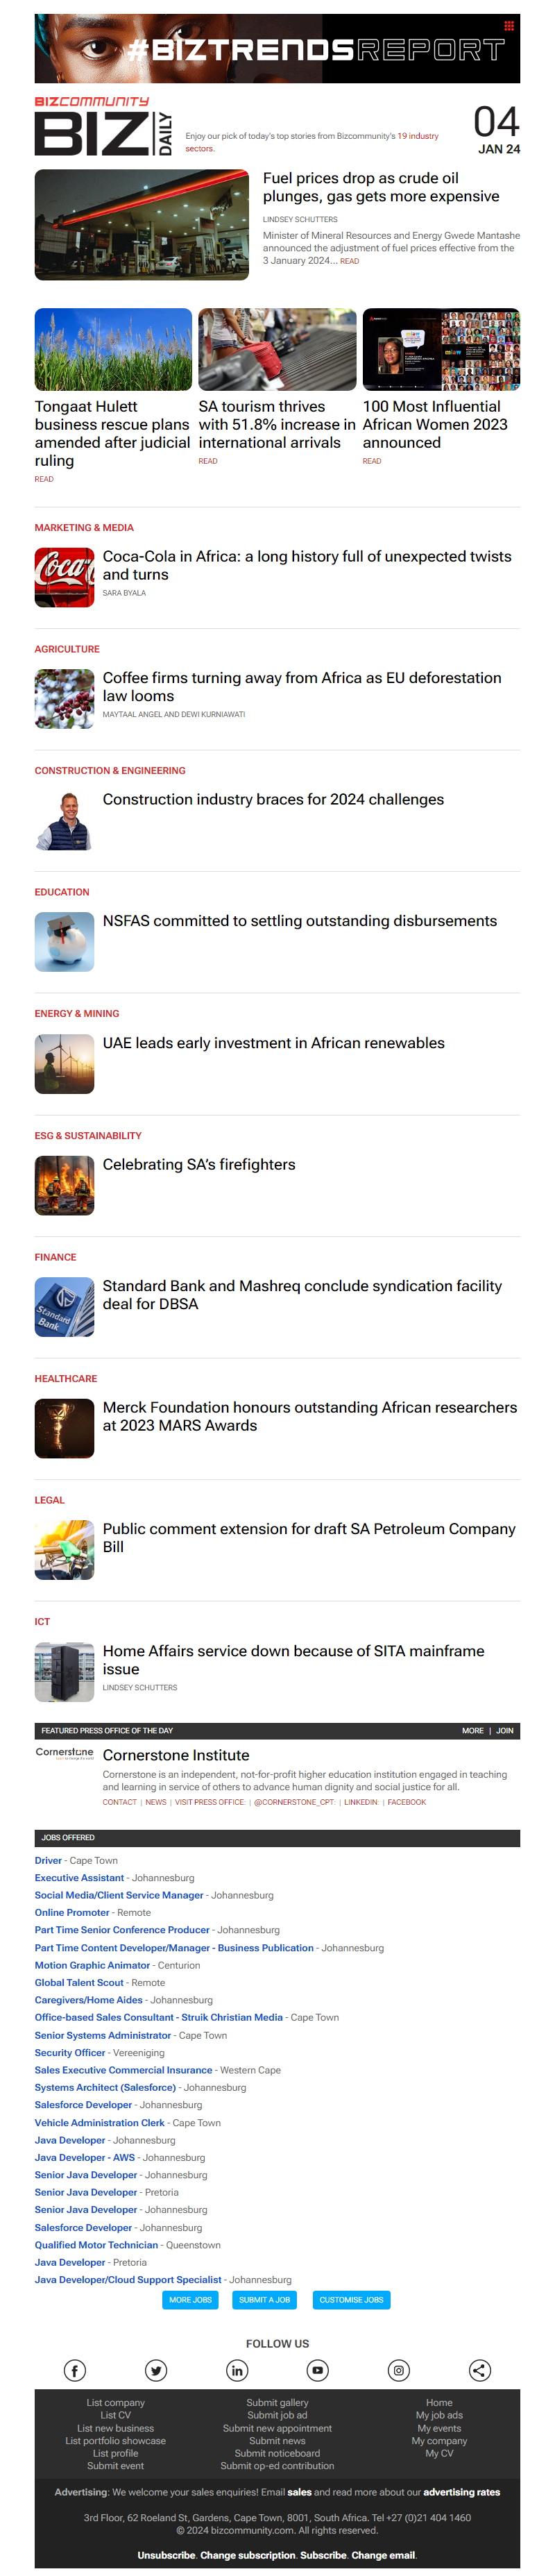 #BIZTRENDSREPORT
BIZCOMMUNITY
BIZ DAILY
Enjoy our pick of today's top stories from Bizcommunity's 19 industry
sectors.
04
JAN 24
Fuel prices drop as crude oil
plunges, gas gets more expensive
LINDSEY SCHUTTERS
Minister of Mineral Resources and Energy Gwede Mantashe
announced the adjustment of fuel prices effective from the
3 January 2024... READ
Tongaat Hulett
business rescue plans
amended after judicial
ruling
READ
SA tourism thrives
with 51.8% increase in
international arrivals
READ
100 Most Influential
African Women 2023
announced
READ
MARKETING & MEDIA
Coca
Coca-Cola in Africa: a long history full of unexpected twists
and turns
SARA BYALA
AGRICULTURE
Coffee firms turning away from Africa as EU deforestation
law looms
MAYTAAL ANGEL AND DEWI KURNIAWATI
CONSTRUCTION & ENGINEERING
Construction industry braces for 2024 challenges
EDUCATION
NSFAS committed to settling outstanding disbursements
ENERGY & MINING
UAE leads early investment in African renewables
ESG & SUSTAINABILITY
Celebrating SA's firefighters
FINANCE
Standard
Bank
Standard Bank and Mashreq conclude syndication facility
deal for DBSA
HEALTHCARE
Merck Foundation honours outstanding African researchers
at 2023 MARS Awards
LEGAL
Public comment extension for draft SA Petroleum Company
Bill
ICT
Home Affairs service down because of SITA mainframe
issue
LINDSEY SCHUTTERS
FEATURED PRESS OFFICE OF THE DAY
MORE | JOIN
Cornerstone
Cornerstone Institute
Cornerstone is an independent, not-for-profit higher education institution engaged in teaching
and learning in service of others to advance human dignity and social justice for all.
CONTACT | NEWS | VISIT PRESS OFFICE: | @CORNERSTONE_CPT: | LINKEDIN: | FACEBOOK
JOBS OFFERED
Driver - Cape Town
Executive Assistant - Johannesburg
Social Media/Client Service Manager - Johannesburg
Online Promoter - Remote
Part Time Senior Conference Producer - Johannesburg
Part Time Content Developer/Manager - Business Publication - Johannesburg
Motion Graphic Animator - Centurion
Global Talent Scout - Remote
Caregivers/Home Aides - Johannesburg
Office-based Sales Consultant - Struik Christian Media - Cape Town
Senior Systems Administrator - Cape Town
Security Officer - Vereeniging
Sales Executive Commercial Insurance - Western Cape
Systems Architect (Salesforce) - Johannesburg
Salesforce Developer - Johannesburg
Vehicle Administration Clerk - Cape Town
Java Developer - Johannesburg
Java Developer - AWS - Johannesburg
Senior Java Developer - Johannesburg
Senior Java Developer - Pretoria
Senior Java Developer - Johannesburg
Salesforce Developer - Johannesburg
Qualified Motor Technician - Queenstown
Java Developer - Pretoria
Java Developer/Cloud Support Specialist - Johannesburg
MORE JOBS
SUBMIT A JOB
CUSTOMISE JOBS
FOLLOW US
List company
List CV
List new business
List portfolio showcase
List profile
Submit event
Submit gallery
Submit job ad
Submit new appointment
Submit news
Submit noticeboard
Submit op-ed contribution
Home
My job ads
My events
My company
My CV
Advertising: We welcome your sales enquiries! Email sales and read more about our advertising rates
3rd Floor, 62 Roeland St, Gardens, Cape Town, 8001, South Africa. Tel +27 (0)21 404 1460
© 2024 bizcommunity.com. All rights reserved.
Unsubscribe. Change subscription. Subscribe. Change email.